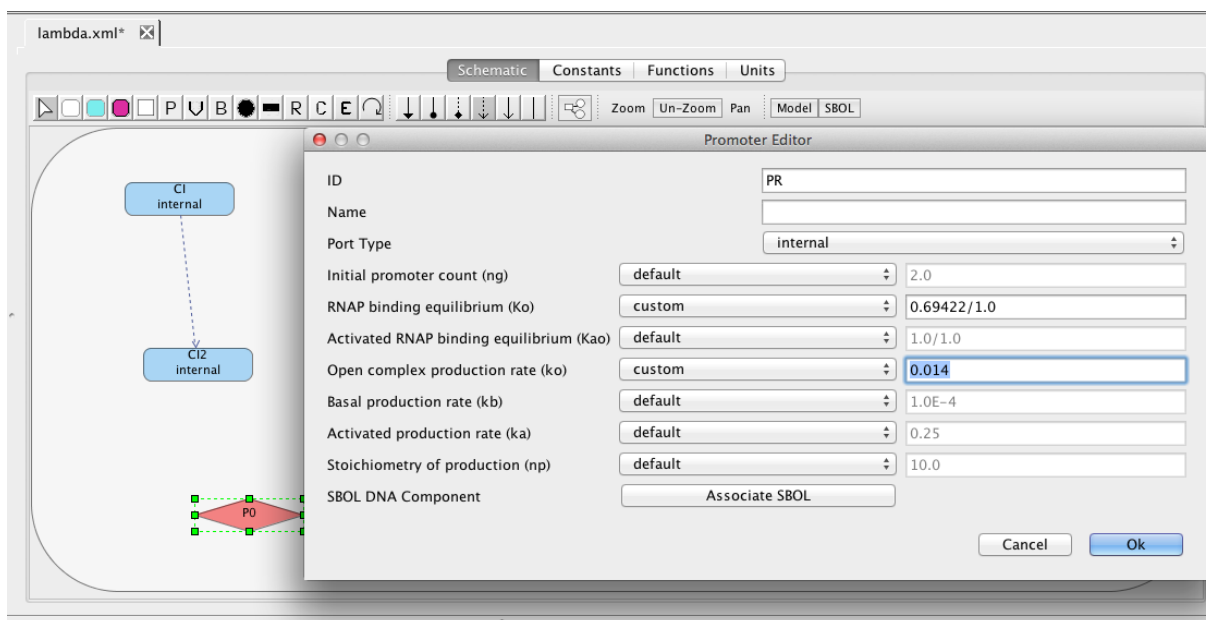 lambda.xml*
Schematic Constants Functions Units
P V B R C E Zoom Un-Zoom Pan Model SBOL
Promoter Editor
CI
internal
CI2
internal
P0
ID PR
Name
Port Type internal
Initial promoter count (ng) default 2.0
RNAP binding equilibrium (Ko) custom 0.69422/1.0
Activated RNAP binding equilibrium (Kao) default 1.0/1.0
Open complex production rate (ko) custom 0.014
Basal production rate (kb) default 1.0E-4
Activated production rate (ka) default 0.25
Stoichiometry of production (np) default 10.0
SBOL DNA Component Associate SBOL
Cancel Ok